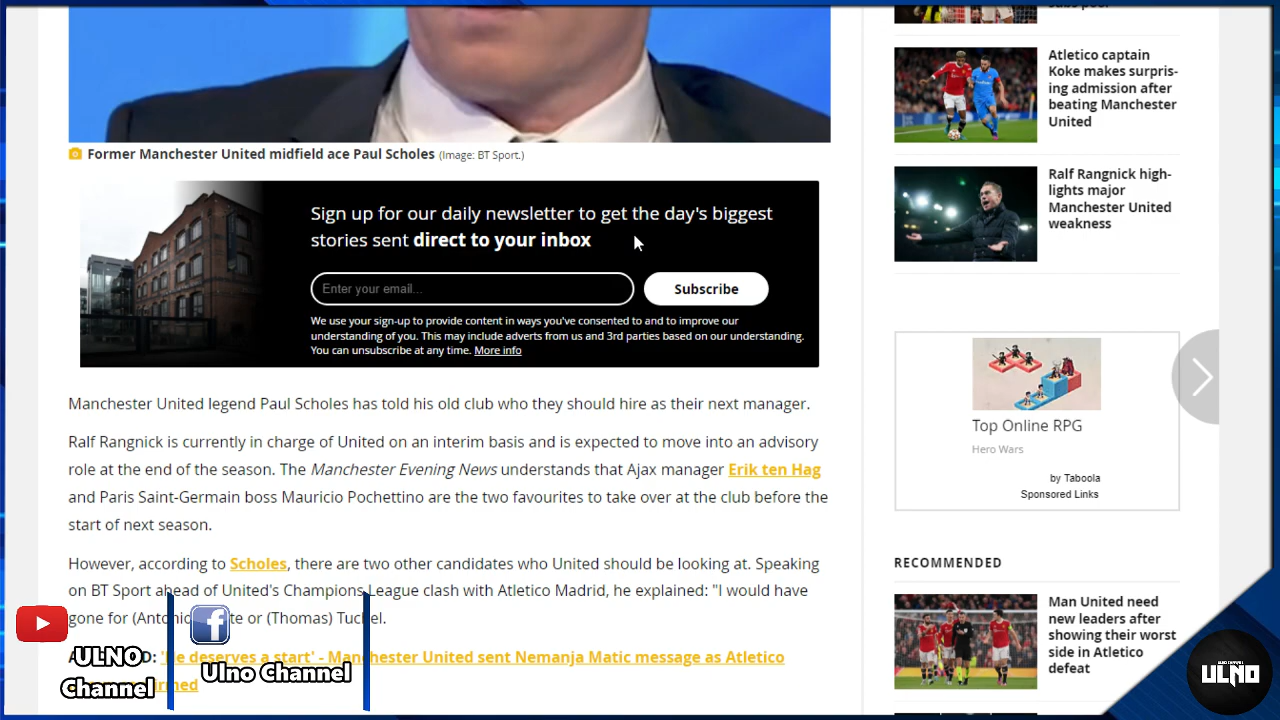 Former Manchester United midfield ace Paul Scholes (Image: BT Sport.)
Sign up for our daily newsletter to get the day's biggest
stories sent direct to your inbox
Enter your email...
Subscribe
We use your sign-up to provide content in ways you've consented to and to improve our
understanding of you. This may include adverts from us and 3rd parties based on our understanding.
You can unsubscribe at any time. More info
Manchester United legend Paul Scholes has told his old club who they should hire as their next manager.
Ralf Rangnick is currently in charge of United on an interim basis and is expected to move into an advisory
role at the end of the season. The Manchester Evening News understands that Ajax manager Erik ten Hag
and Paris Saint-Germain boss Mauricio Pochettino are the two favourites to take over at the club before the
start of next season.
However, according to Scholes, there are two other candidates who United should be looking at. Speaking
on BT Sport ahead of United's Champions League clash with Atletico Madrid, he explained: "I would have
gone for or (Thomas) Tuchel.
deserves a start' - Manchester United sent Nemanja Matic message as Atletico
ULNO
Channel
Ulno Channel
Atletico captain
Koke makes surpris-
ing admission after
beating Manchester
United
Ralf Rangnick high-
lights major
Manchester United
weakness
Top Online RPG
Hero Wars
by Taboola
Sponsored Links
RECOMMENDED
Man United need
new leaders after
showing their worst
side in Atletico
defeat
ULNO